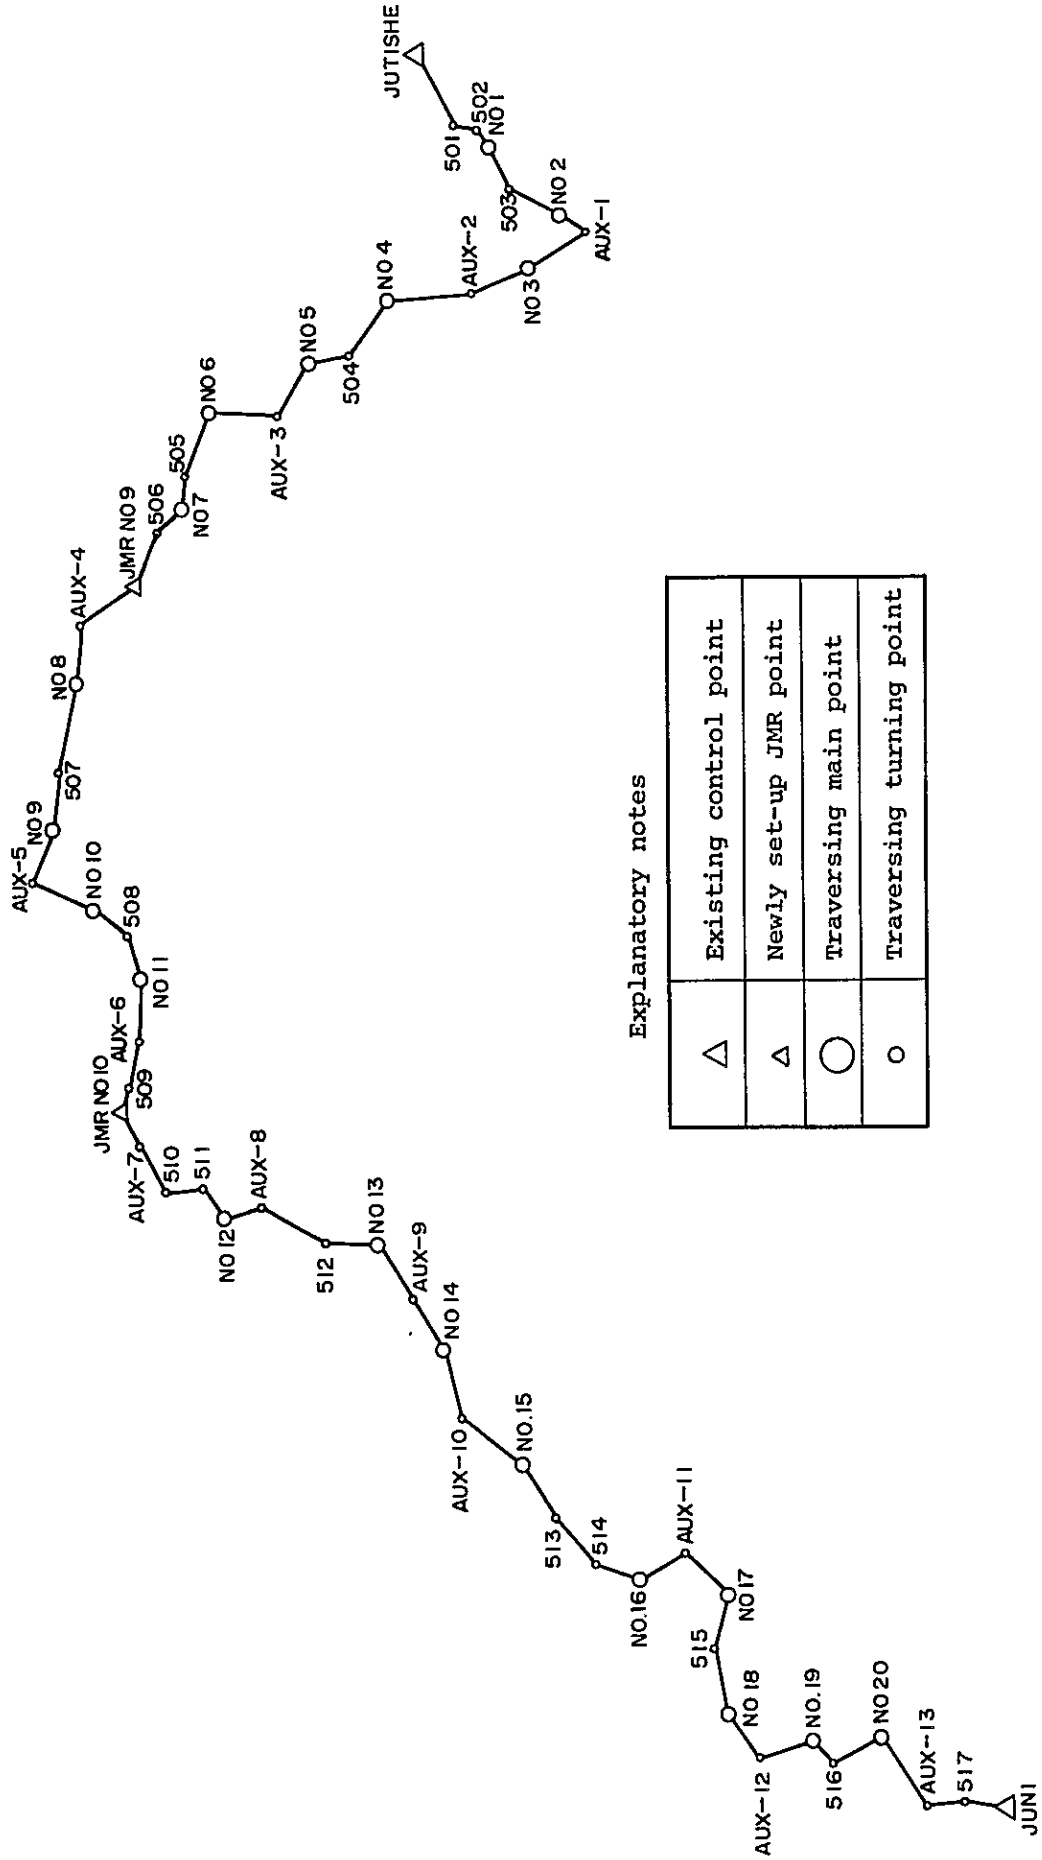 JUTISHE
501
502
NO1
503
NO2
AUX-1
NO3
AUX-2
NO4
504
NO5
AUX-3
NO6
505
NO7
506
JMR NO9
AUX-4
NO8
507
NO9
AUX-5
NO10
508
NO11
AUX-6
509
JMR NO10
AUX-7
510
511
NO12
AUX-8
512
NO13
AUX-9
NO14
AUX-10
NO.15
513
514
NO.16
AUX-11
NO17
515
NO18
AUX-12
NO.19
516
NO20
AUX-13
517
JUNI
Explanatory notes
Existing control point
Newly set-up JMR point
Traversing main point
Traversing turning point